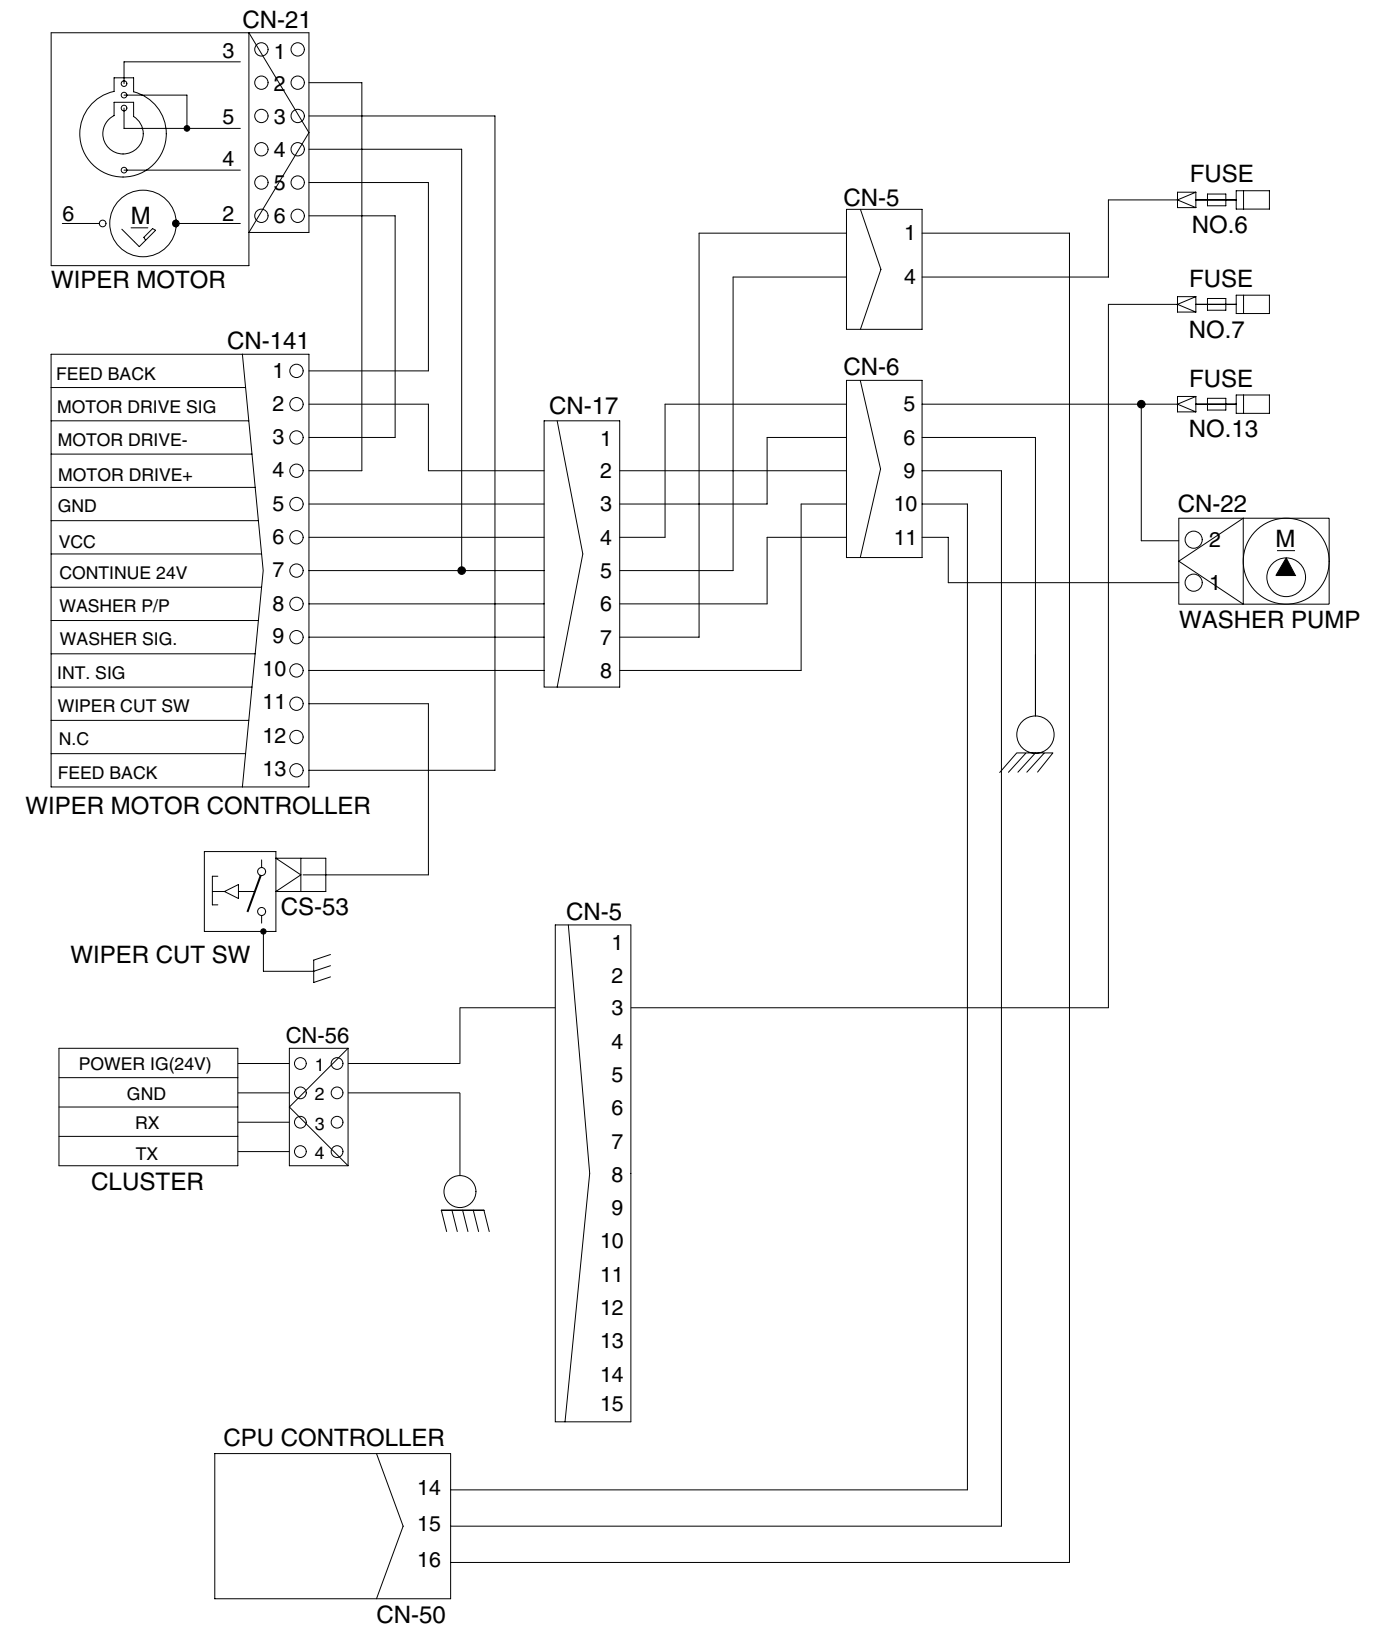 CN-21
3
5
4
6
M
2
1
2
3
4
5
6
WIPER MOTOR
CN-141
FEED BACK 1
MOTOR DRIVE SIG 2
MOTOR DRIVE- 3
MOTOR DRIVE+ 4
GND 5
VCC 6
CONTINUE 24V 7
WASHER P/P 8
WASHER SIG. 9
INT. SIG 10
WIPER CUT SW 11
N.C 12
FEED BACK 13
WIPER MOTOR CONTROLLER
CN-17
1
2
3
4
5
6
7
8
CN-5
1
4
CN-6
5
6
9
10
11
FUSE
NO.6
FUSE
NO.7
FUSE
NO.13
CN-22
2
1
M
WASHER PUMP
CS-53
WIPER CUT SW
CN-56
POWER IG(24V) 1
GND 2
RX 3
TX 4
CLUSTER
CN-5
1
2
3
4
5
6
7
8
9
10
11
12
13
14
15
CPU CONTROLLER
14
15
16
CN-50